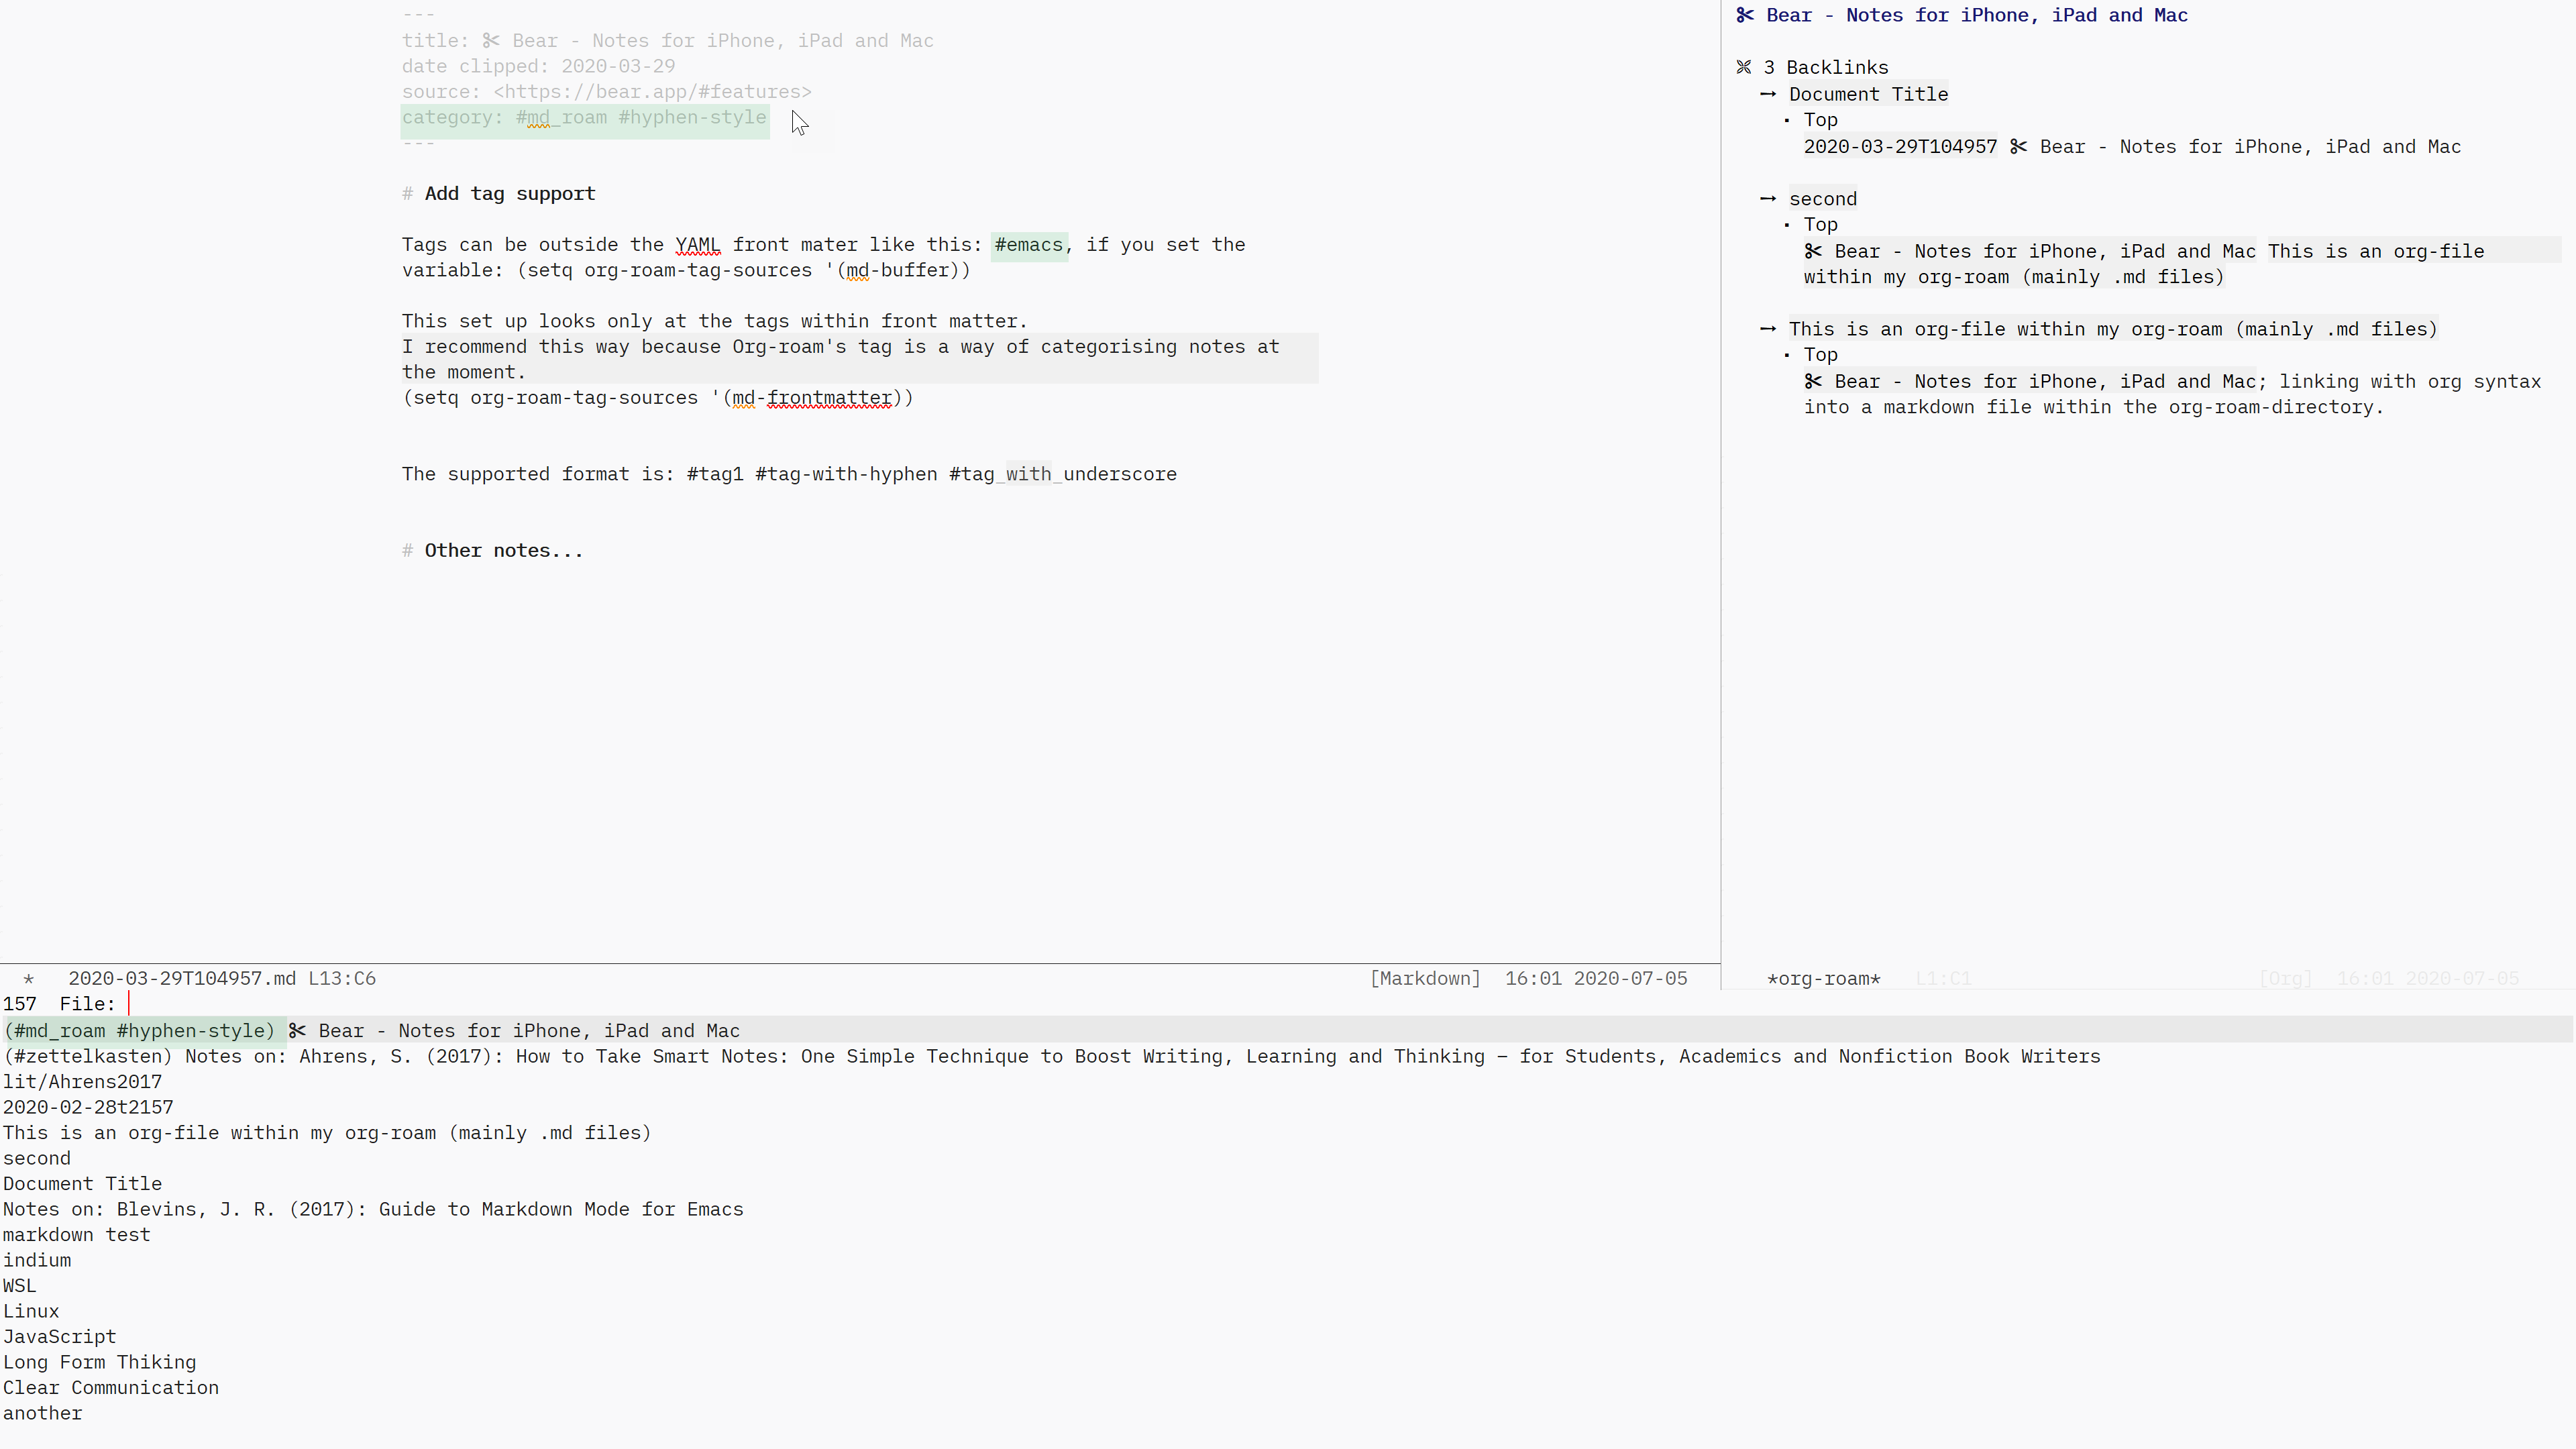 ---
title: ✂ Bear - Notes for iPhone, iPad and Mac
date clipped: 2020-03-29
source: <https://bear.app/#features>
category: #md_roam #hyphen-style
---
# Add tag support
Tags can be outside the YAML front mater like this: #emacs, if you set the
variable: (setq org-roam-tag-sources '(md-buffer))
This set up looks only at the tags within front matter.
I recommend this way because Org-roam's tag is a way of categorising notes at
the moment.
(setq org-roam-tag-sources '(md-frontmatter))
The supported format is: #tag1 #tag-with-hyphen #tag_with_underscore
# Other notes...
* 2020-03-29T104957.md L13:C6 [Markdown] 16:01 2020-07-05
✂ Bear - Notes for iPhone, iPad and Mac
3 Backlinks
→ Document Title
▪ Top
2020-03-29T104957 ✂ Bear - Notes for iPhone, iPad and Mac
→ second
▪ Top
✂ Bear - Notes for iPhone, iPad and Mac This is an org-file
within my org-roam (mainly .md files)
→ This is an org-file within my org-roam (mainly .md files)
▪ Top
✂ Bear - Notes for iPhone, iPad and Mac; linking with org syntax
into a markdown file within the org-roam-directory.
*org-roam* L1:C1 [Org] 16:01 2020-07-05
157 File:
(#md_roam #hyphen-style) ✂ Bear - Notes for iPhone, iPad and Mac
(#zettelkasten) Notes on: Ahrens, S. (2017): How to Take Smart Notes: One Simple Technique to Boost Writing, Learning and Thinking – for Students, Academics and Nonfiction Book Writers
lit/Ahrens2017
2020-02-28t2157
This is an org-file within my org-roam (mainly .md files)
second
Document Title
Notes on: Blevins, J. R. (2017): Guide to Markdown Mode for Emacs
markdown test
indium
WSL
Linux
JavaScript
Long Form Thiking
Clear Communication
another